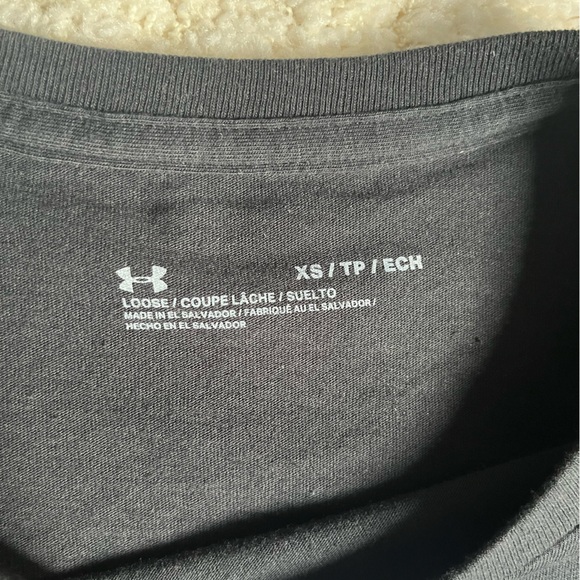 XS / TP / ECH
LOOSE / COUPE LÂCHE / SUELTO
MADE IN EL SALVADOR / FABRIQUÉ AU EL SALVADOR /
HECHO EN EL SALVADOR